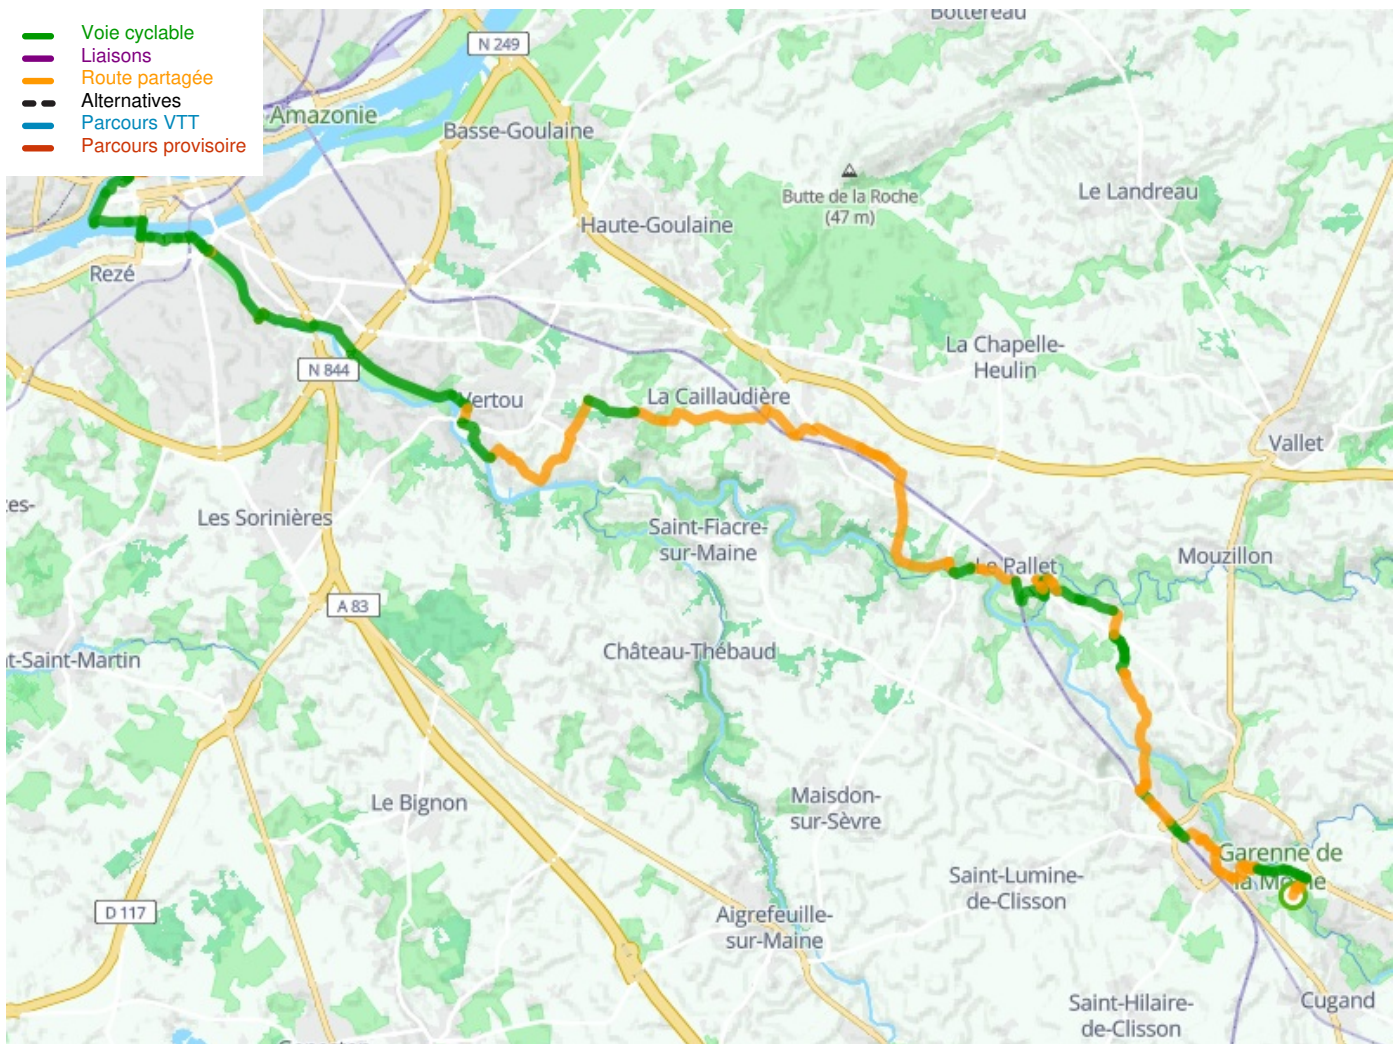 Voie cyclable
Liaisons
Route partagée
Alternatives
Parcours VTT
Parcours provisoire
Bottereau
N 249
Amazonie
Basse-Goulaine
Butte de la Roche
(47 m)
Le Landreau
Haute-Goulaine
Rezé
La Chapelle-
Heulin
N 844
Vertou
La Caillaudière
Vallet
es-
Les Sorinières
Saint-Fiacre-
sur-Maine
Le Pallet
Mouzillon
A 83
t-Saint-Martin
Château-Thébaud
Le Bignon
Maisdon-
sur-Sèvre
Garenne de
Saint-Lumine-
de-Clisson
D 117
Aigrefeuille-
sur-Maine
Saint-Hilaire-
de-Clisson
Cugand